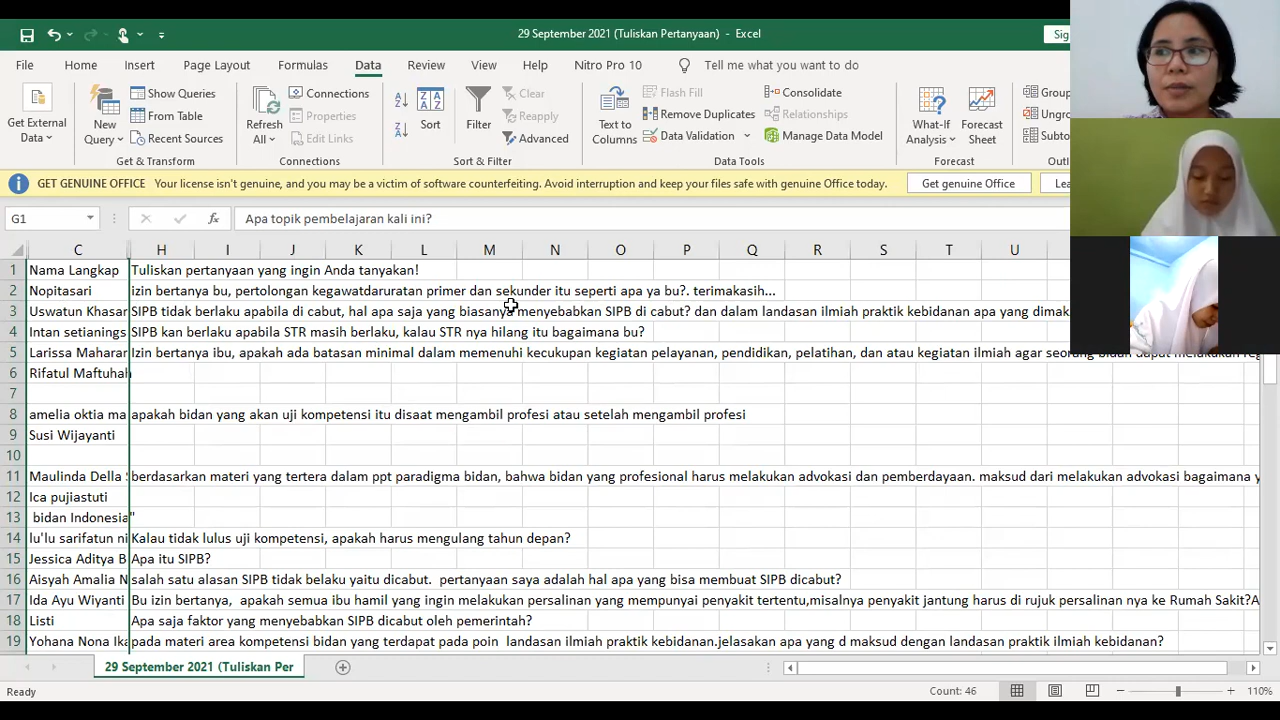 29 September 2021 (Tuliskan Pertanyaan) - Excel
Sig
File Home Insert Page Layout Formulas Data Review View Help Nitro Pro 10 Tell me what you want to do
Get External Data
New Query
Show Queries
From Table
Recent Sources
Get & Transform
Refresh All
Connections
Properties
Edit Links
Connections
Sort
Filter
Clear
Reapply
Advanced
Sort & Filter
Text to Columns
Flash Fill
Remove Duplicates
Data Validation
Consolidate
Relationships
Manage Data Model
Data Tools
What-If Analysis
Forecast Sheet
Forecast
Group
Ungro
Subto
Outli
GET GENUINE OFFICE Your license isn't genuine, and you may be a victim of software counterfeiting. Avoid interruption and keep your files safe with genuine Office today. Get genuine Office Lea
G1 fx Apa topik pembelajaran kali ini?
C H I J K L M N O P Q R S T U
1 Nama Langkap Tuliskan pertanyaan yang ingin Anda tanyakan!
2 Nopitasari izin bertanya bu, pertolongan kegawatdaruratan primer dan sekunder itu seperti apa ya bu?. terimakasih...
3 Uswatun Khasan SIPB tidak berlaku apabila di cabut, hal apa saja yang biasanya menyebabkan SIPB di cabut? dan dalam landasan ilmiah praktik kebidanan apa yang dimak
4 Intan setianings SIPB kan berlaku apabila STR masih berlaku, kalau STR nya hilang itu bagaimana bu?
5 Larissa Maharan Izin bertanya ibu, apakah ada batasan minimal dalam memenuhi kecukupan kegiatan pelayanan, pendidikan, pelatihan, dan atau kegiatan ilmiah agar seorang bidan dapat melakukan reg
6 Rifatul Maftuhah
7
8 amelia oktia ma apakah bidan yang akan uji kompetensi itu disaat mengambil profesi atau setelah mengambil profesi
9 Susi Wijayanti
10
11 Maulinda Della S berdasarkan materi yang tertera dalam ppt paradigma bidan, bahwa bidan yang profesional harus melakukan advokasi dan pemberdayaan. maksud dari melakukan advokasi bagaimana y
12 Ica pujiastuti
13 bidan Indonesia"
14 lu'lu sarifatun ni Kalau tidak lulus uji kompetensi, apakah harus mengulang tahun depan?
15 Jessica Aditya B Apa itu SIPB?
16 Aisyah Amalia N salah satu alasan SIPB tidak belaku yaitu dicabut. pertanyaan saya adalah hal apa yang bisa membuat SIPB dicabut?
17 Ida Ayu Wiyanti Bu izin bertanya, apakah semua ibu hamil yang ingin melakukan persalinan yang mempunyai penyakit tertentu,misalnya penyakit jantung harus di rujuk persalinan nya ke Rumah Sakit?A
18 Listi Apa saja faktor yang menyebabkan SIPB dicabut oleh pemerintah?
19 Yohana Nona Ika pada materi area kompetensi bidan yang terdapat pada poin landasan ilmiah praktik kebidanan.jelasakan apa yang d maksud dengan landasan praktik ilmiah kebidanan?
29 September 2021 (Tuliskan Per
Ready Count: 46 110%